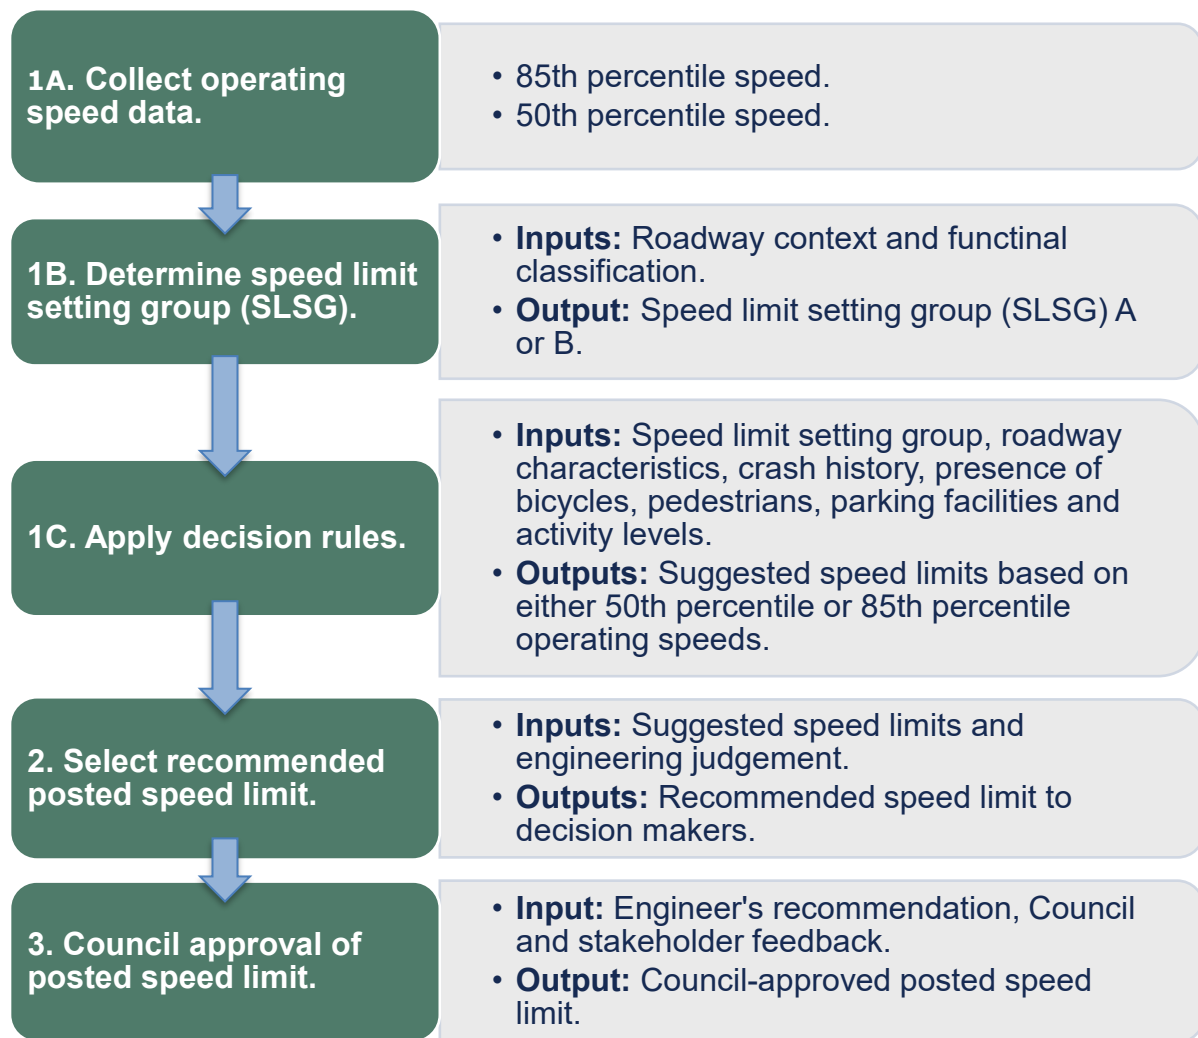 1A. Collect operating
speed data.
• 85th percentile speed.
• 50th percentile speed.
1B. Determine speed limit
setting group (SLSG).
• Inputs: Roadway context and functinal
classification.
• Output: Speed limit setting group (SLSG) A
or B.
1C. Apply decision rules.
• Inputs: Speed limit setting group, roadway
characteristics, crash history, presence of
bicycles, pedestrians, parking facilities and
activity levels.
• Outputs: Suggested speed limits based on
either 50th percentile or 85th percentile
operating speeds.
2. Select recommended
posted speed limit.
• Inputs: Suggested speed limits and
engineering judgement.
• Outputs: Recommended speed limit to
decision makers.
3. Council approval of
posted speed limit.
• Input: Engineer's recommendation, Council
and stakeholder feedback.
• Output: Council-approved posted speed
limit.